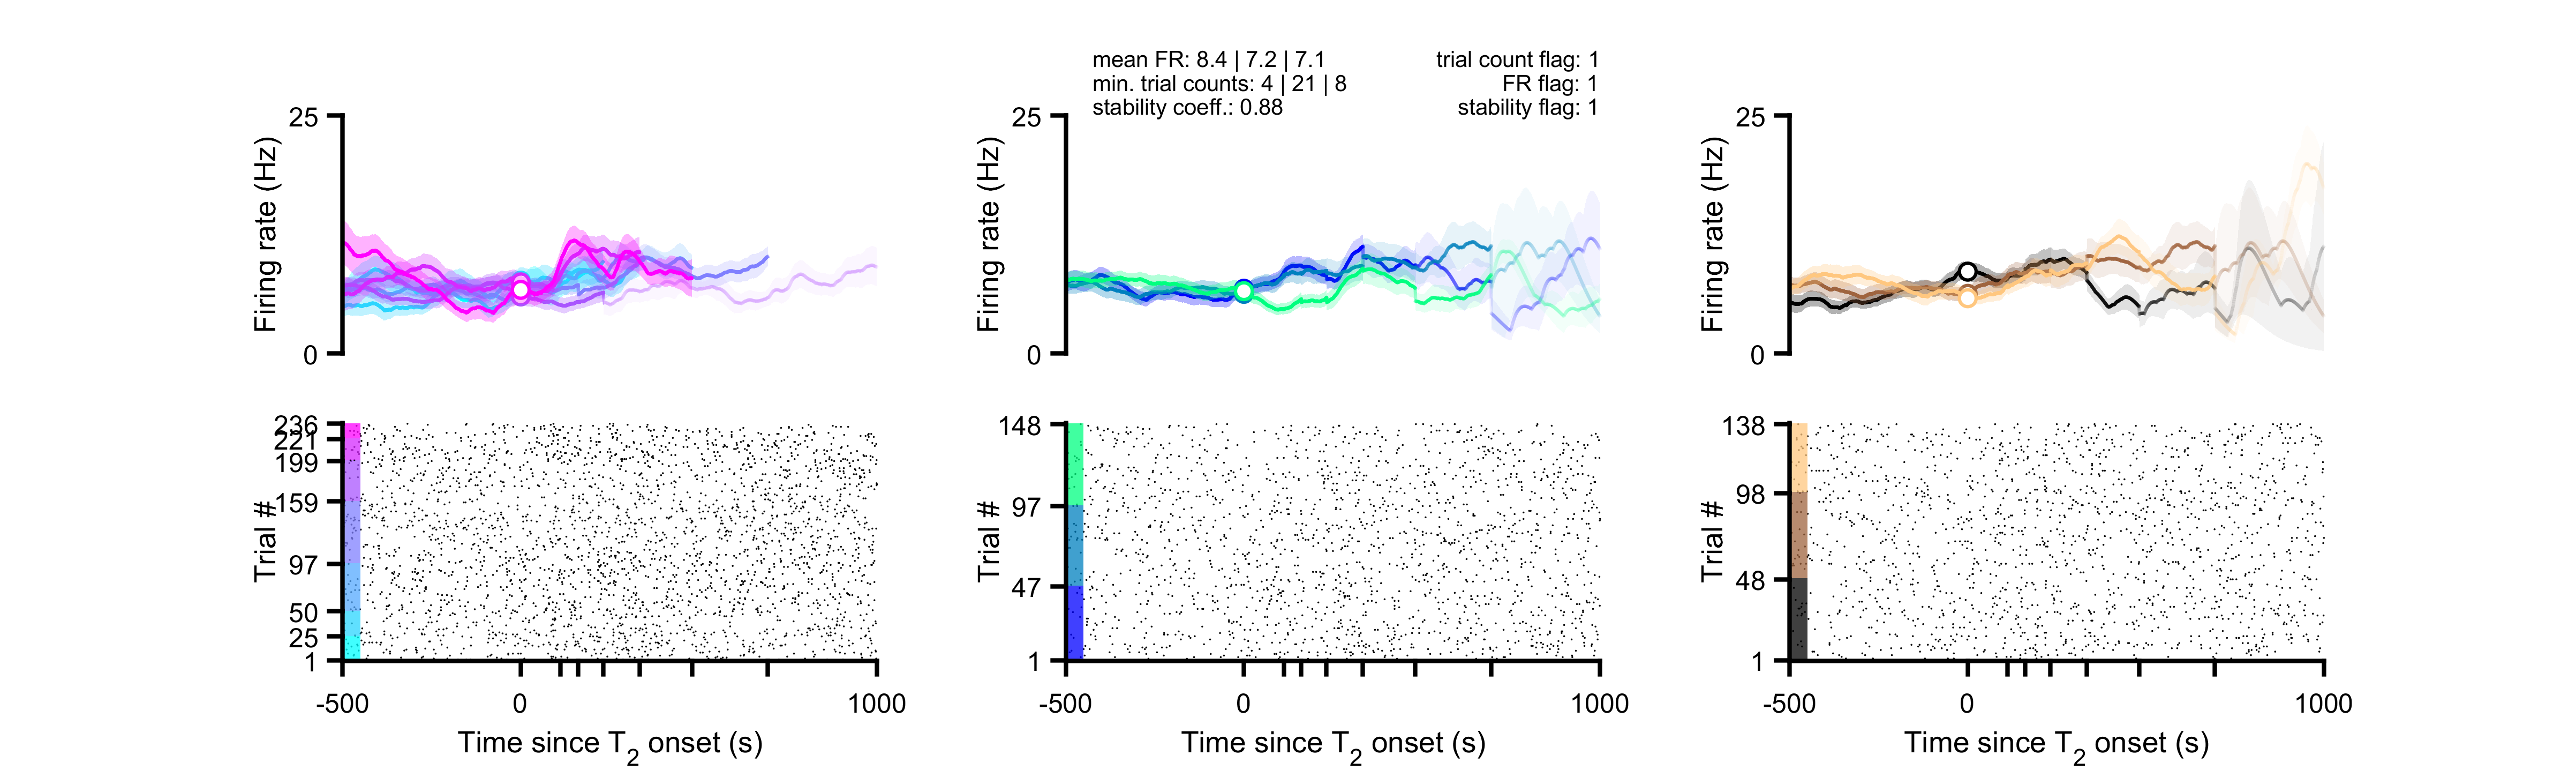 mean FR: 8.4 | 7.2 | 7.1
min. trial counts: 4 | 21 | 8
stability coeff.: 0.88
trial count flag: 1
FR flag: 1
stability flag: 1
Firing rate (Hz)
25
0
Firing rate (Hz)
25
0
Firing rate (Hz)
25
0
Trial #
236
221
199
159
97
50
25
1
-500
0
1000
Time since T2 onset (s)
Trial #
148
97
47
1
-500
0
1000
Time since T2 onset (s)
Trial #
138
98
48
1
-500
0
1000
Time since T2 onset (s)